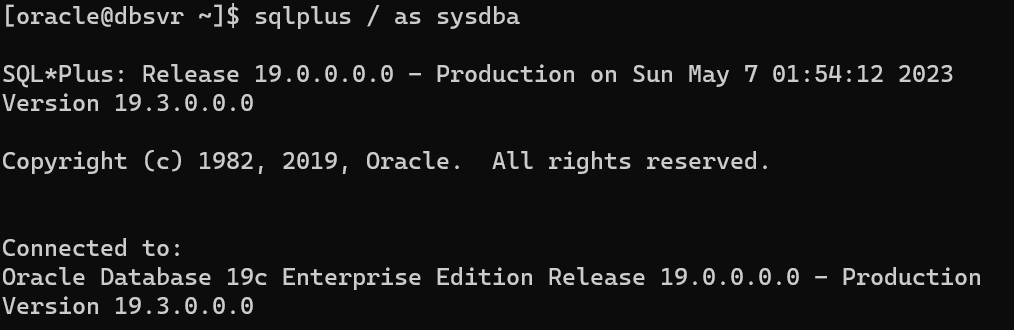 [oracle@dbsvr ~]$ sqlplus / as sysdba
SQL*Plus: Release 19.0.0.0.0 - Production on Sun May 7 01:54:12 2023
Version 19.3.0.0.0
Copyright (c) 1982, 2019, Oracle.  All rights reserved.
Connected to:
Oracle Database 19c Enterprise Edition Release 19.0.0.0.0 - Production
Version 19.3.0.0.0